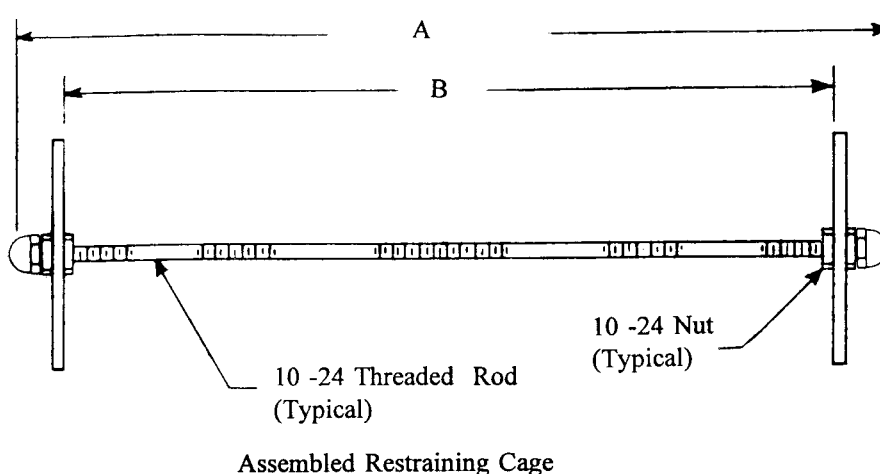 A
B
10 -24 Nut
(Typical)
10 -24 Threaded Rod
(Typical)
Assembled Restraining Cage